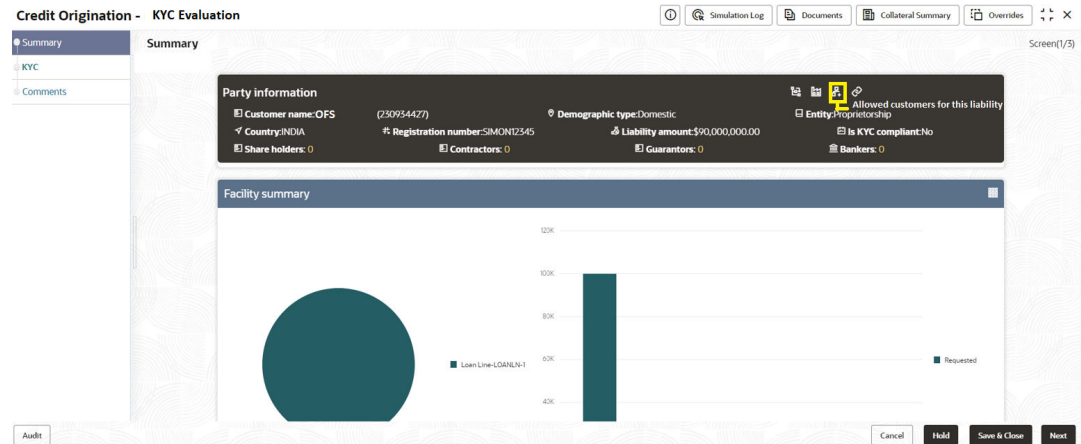 Credit Origination - KYC Evaluation
Simulation Log
Documents
Collateral Summary
Overrides
Summary
KYC
Comments
Summary
Screen(1/3)
Party information
Allowed customers for this liability
Customer name:OFS (230934427)
Demographic type:Domestic
Entity:Proprietorship
Country:INDIA
Registration number:SIMON12345
Liability amount:$90,000,000.00
Is KYC compliant:No
Share holders: 0
Contractors: 0
Guarantors: 0
Bankers: 0
Facility summary
Loan Line-LOANLN-1
120K
100K
80K
60K
40K
Requested
Audit
Cancel
Hold
Save & Close
Next